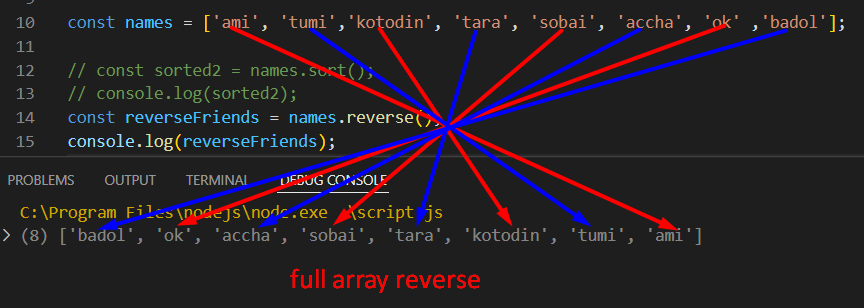 10 const names = ['ami', 'tumi','kotodin', 'tara', 'sobai', 'accha', 'ok' ,'badol'];
11
12 // const sorted2 = names.sort();
13 // console.log(sorted2);
14 const reverseFriends = names.reverse();
15 console.log(reverseFriends);
PROBLEMS OUTPUT TERMINAL DEBUG CONSOLE
C:\Program Files\nodejs\node.exe .\script.js
> (8) ['badol', 'ok', 'accha', 'sobai', 'tara', 'kotodin', 'tumi', 'ami']
full array reverse